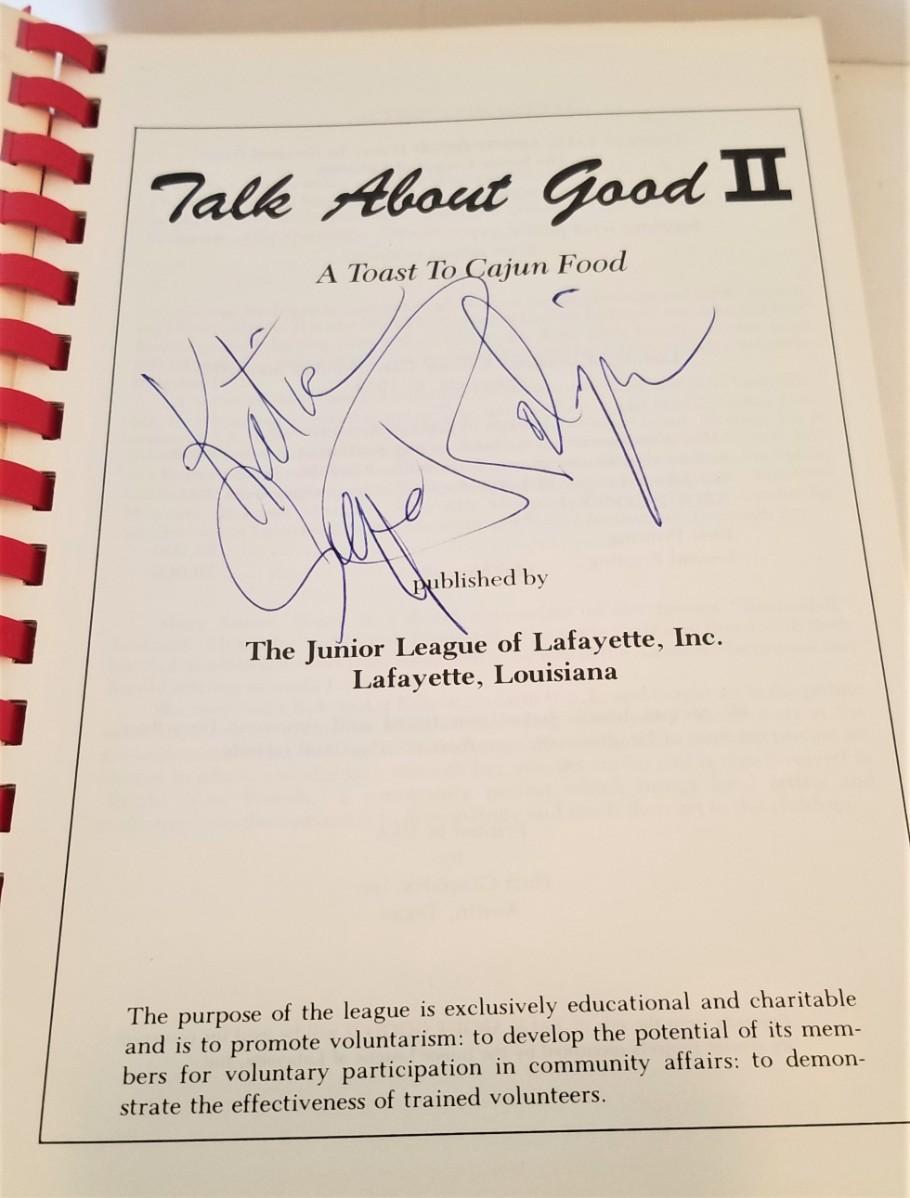 Talk About Good II
A Toast To Cajun Food
Katie
published by
The Junior League of Lafayette, Inc.
Lafayette, Louisiana
The purpose of the league is exclusively educational and charitable
and is to promote voluntarism: to develop the potential of its mem-
bers for voluntary participation in community affairs: to demon-
strate the effectiveness of trained volunteers.